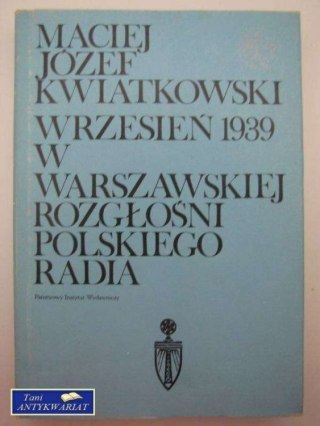 MACIEJ
JÓZEF
KWIATKOWSKI
WRZESIEŃ 1939
W
WARSZAWSKIEJ
ROZGŁOŚNI
POLSKIEGO
RADIA
Państwowy Instytut Wydawniczy
Tani
ANTYKWARIAT